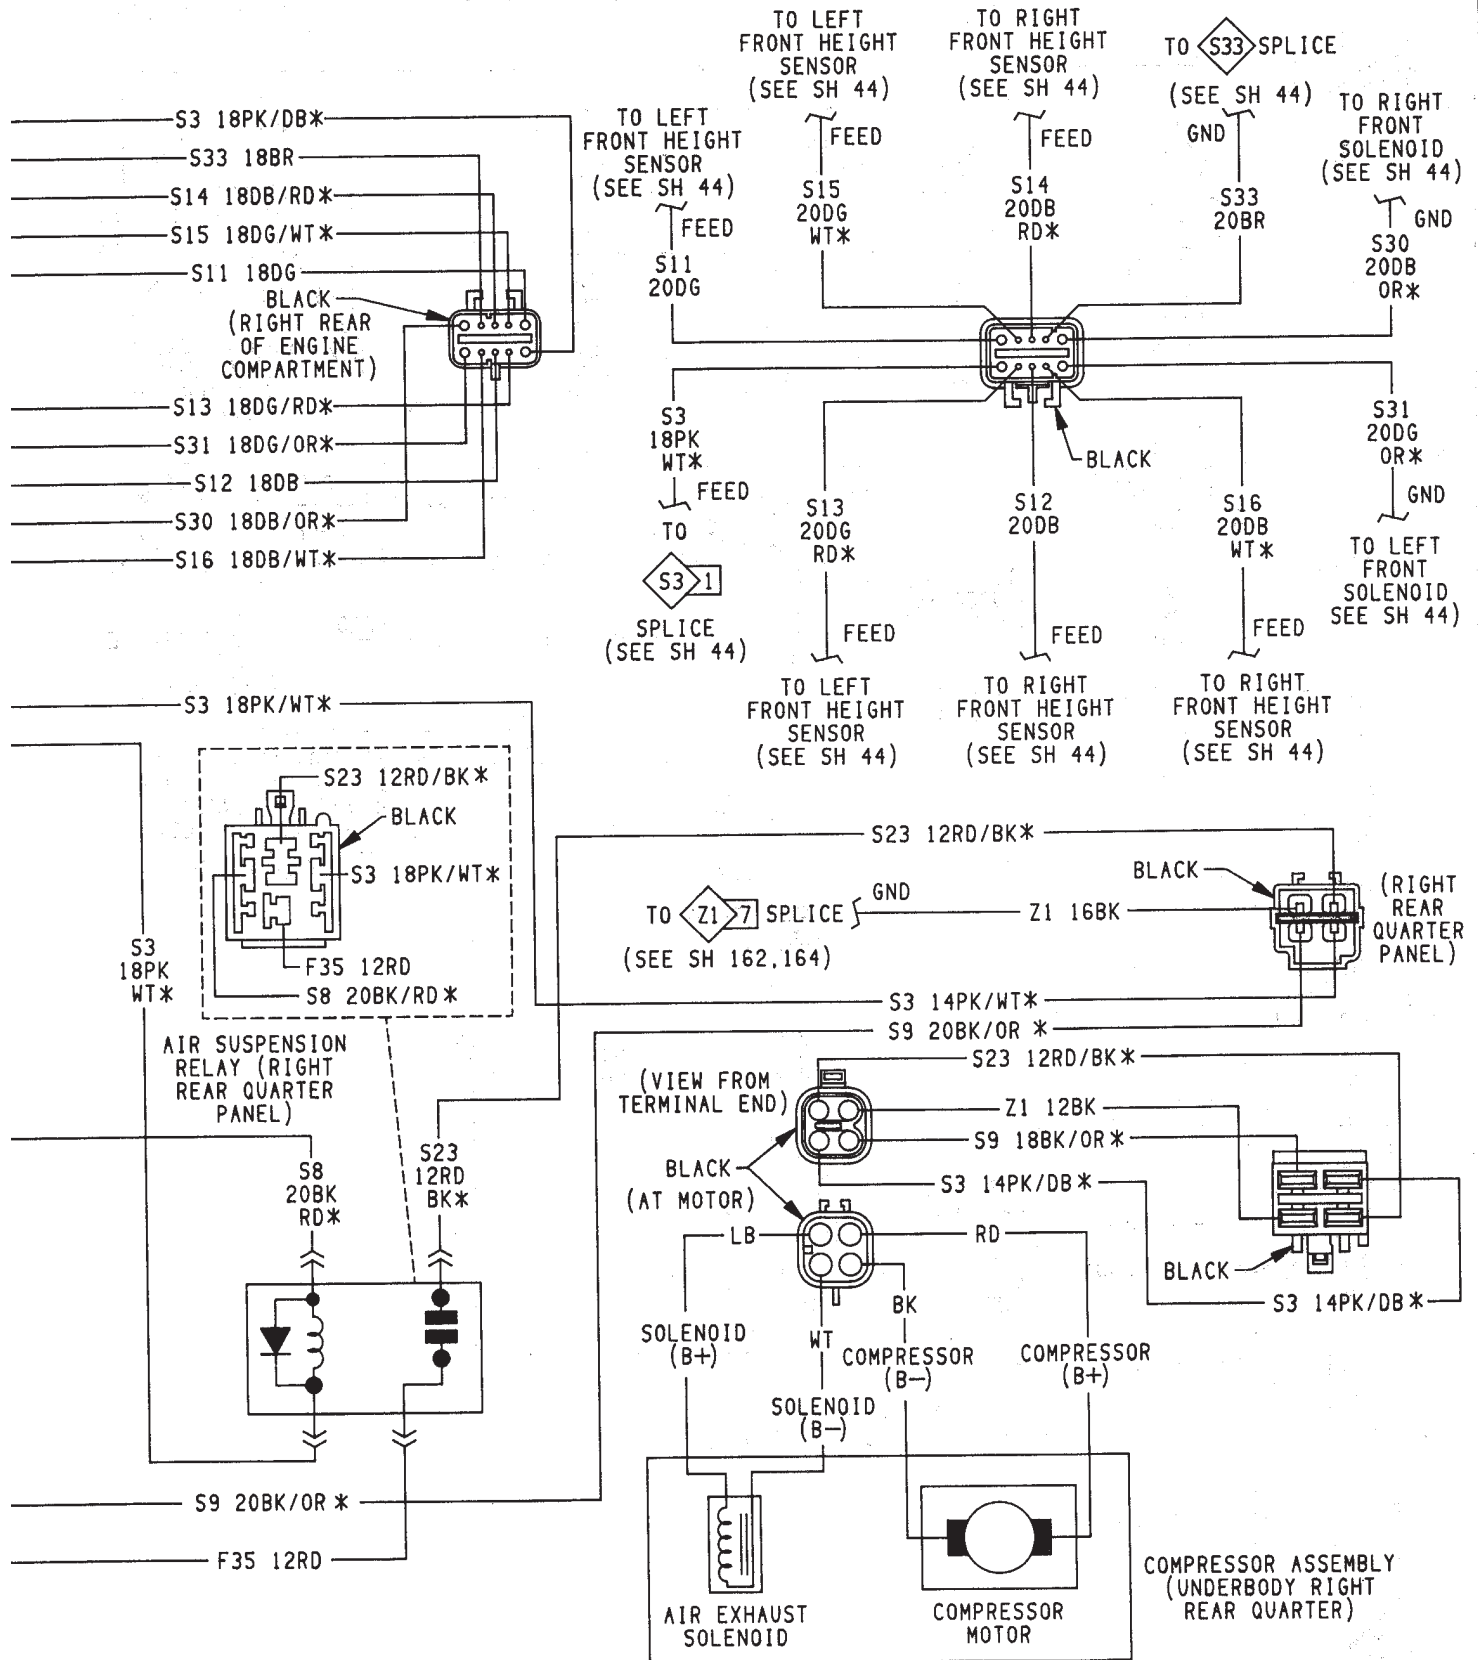 TO LEFT
FRONT HEIGHT
SENSOR
(SEE SH 44)
FEED
TO RIGHT
FRONT HEIGHT
SENSOR
(SEE SH 44)
FEED
TO S33 SPLICE
(SEE SH 44)
GND
TO RIGHT
FRONT
SOLENOID
(SEE SH 44)
GND
TO LEFT
FRONT HEIGHT
SENSOR
(SEE SH 44)
FEED
S3 18PK/DB*
S33 18BR
S14 18DB/RD*
S15 18DG/WT*
S11 18DG
BLACK
(RIGHT REAR
OF ENGINE
COMPARTMENT)
S13 18DG/RD*
S31 18DG/OR*
S12 18DB
S30 18DB/OR*
S16 18DB/WT*
S11
20DG
S15
20DG
WT*
S14
20DB
RD*
S33
20BR
S30
20DB
OR*
S3
18PK
WT*
FEED
TO
S3 1
SPLICE
(SEE SH 44)
S13
20DG
RD*
FEED
TO LEFT
FRONT HEIGHT
SENSOR
(SEE SH 44)
S12
20DB
FEED
TO RIGHT
FRONT HEIGHT
SENSOR
(SEE SH 44)
BLACK
S16
20DB
WT*
FEED
TO RIGHT
FRONT HEIGHT
SENSOR
(SEE SH 44)
S31
20DG
OR*
GND
TO LEFT
FRONT
SOLENOID
SEE SH 44)
S3 18PK/WT*
S23 12RD/BK*
BLACK
S3 18PK/WT*
F35 12RD
S8 20BK/RD*
S3
18PK
WT*
AIR SUSPENSION
RELAY (RIGHT
REAR QUARTER
PANEL)
S23 12RD/BK*
BLACK
(RIGHT
REAR
QUARTER
PANEL)
TO Z1 7 SPLICE
GND
Z1 16BK
(SEE SH 162,164)
S3 14PK/WT*
S9 20BK/OR *
S23 12RD/BK*
(VIEW FROM
TERMINAL END)
Z1 12BK
S9 18BK/OR*
BLACK
(AT MOTOR)
S3 14PK/DB*
S8
20BK
RD*
S23
12RD
BK*
LB
RD
BLACK
S3 14PK/DB*
BK
WT
SOLENOID
(B+)
COMPRESSOR
(B-)
COMPRESSOR
(B+)
SOLENOID
(B-)
S9 20BK/OR *
F35 12RD
AIR EXHAUST
SOLENOID
COMPRESSOR
MOTOR
COMPRESSOR ASSEMBLY
(UNDERBODY RIGHT
REAR QUARTER)